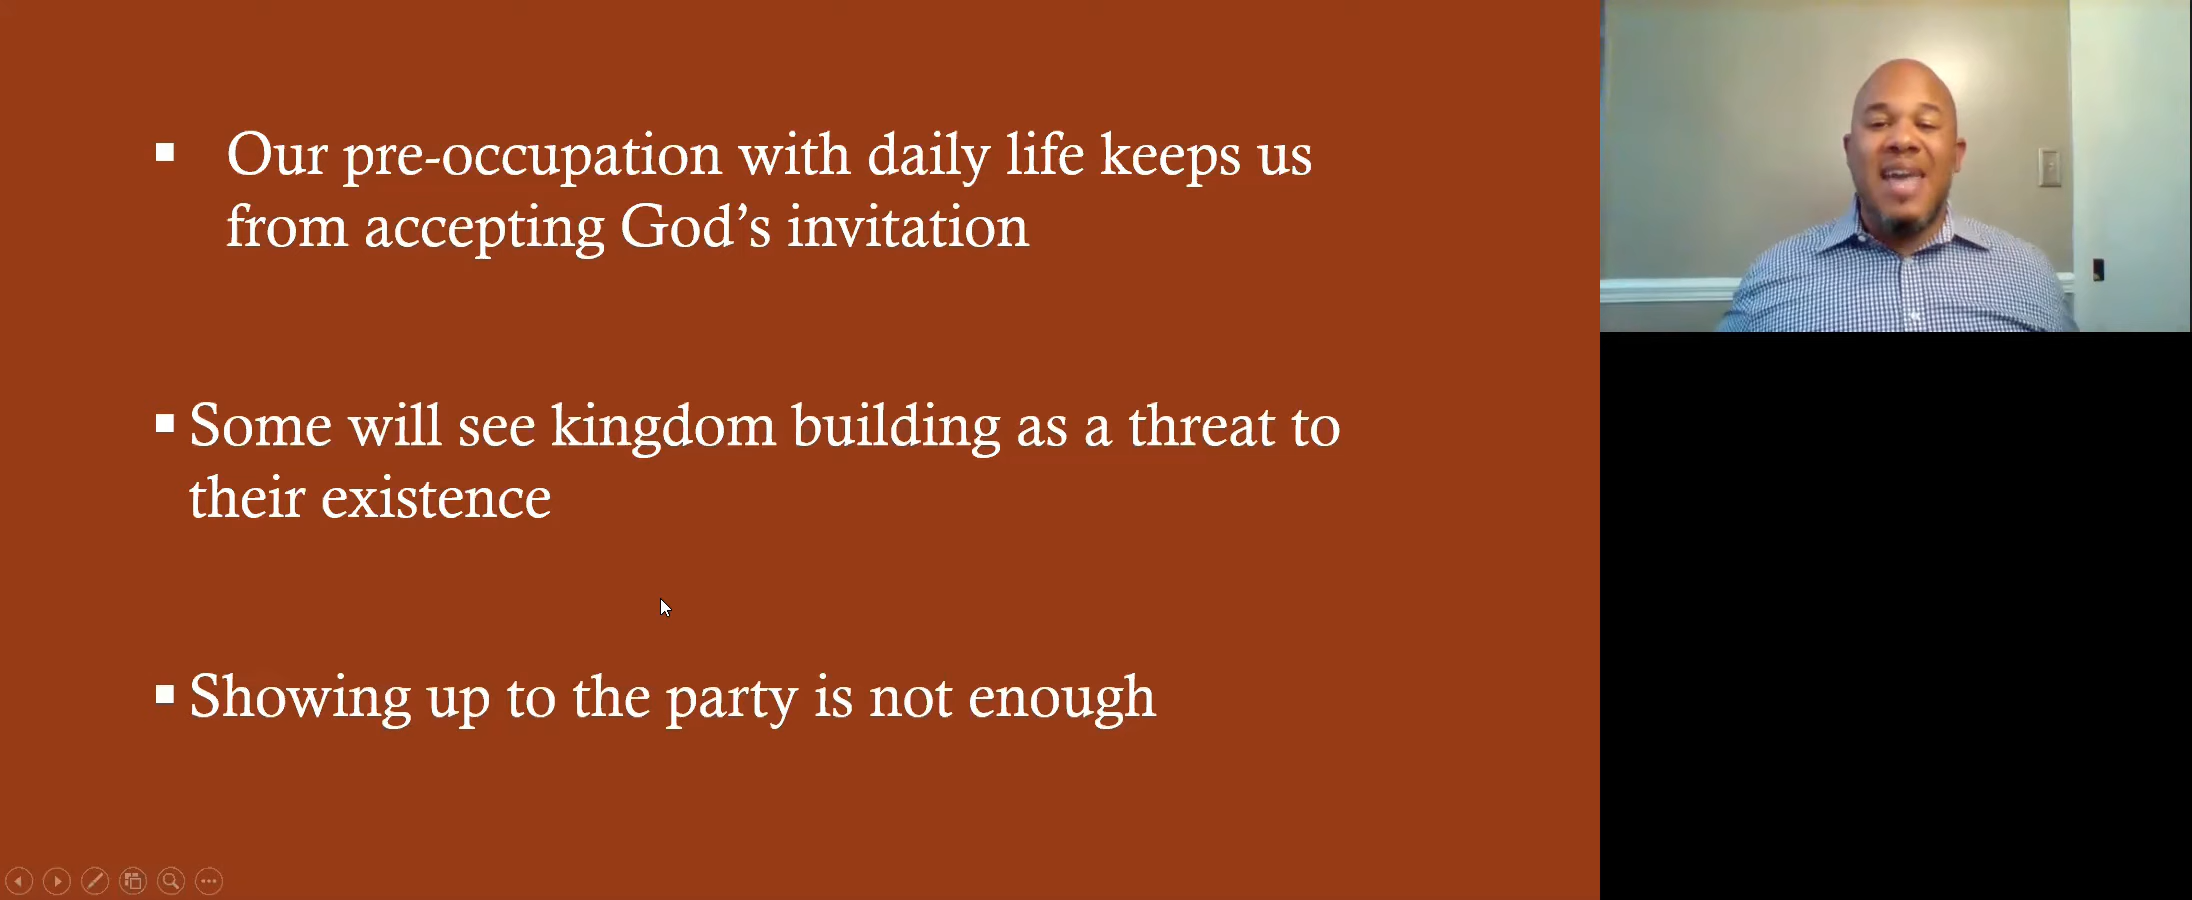 Our pre-occupation with daily life keeps us
from accepting God’s invitation
Some will see kingdom building as a threat to
their existence
Showing up to the party is not enough